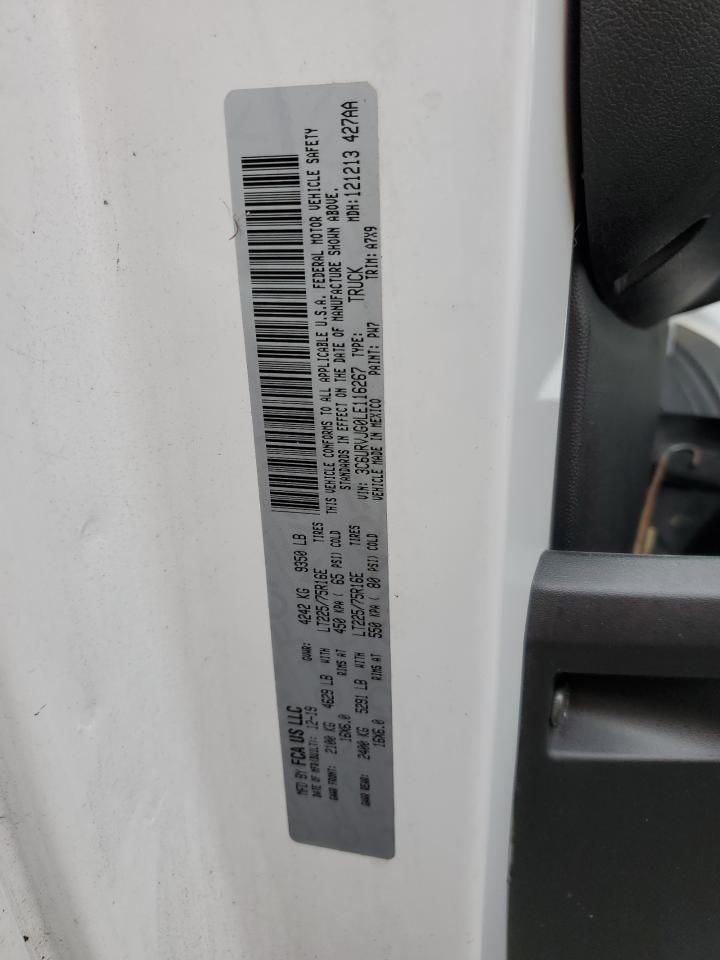 MFD BY FCA US LLC
DATE OF MFR(BUILT): 12-19 GVWR: 4242 KG 9350 LB
GAWR FRONT: 2100 KG 4629 LB WITH LT225/75R16E TIRES
16X6.0 RIMS AT 450 KPA ( 65 PSI) COLD
GAWR REAR: 2400 KG 5291 LB WITH LT225/75R16E TIRES
16X6.0 RIMS AT 550 KPA ( 80 PSI) COLD
THIS VEHICLE CONFORMS TO ALL APPLICABLE U.S.A. FEDERAL MOTOR VEHICLE SAFETY
STANDARDS IN EFFECT ON THE DATE OF MANUFACTURE SHOWN ABOVE.
VIN: 3C6URVJG0LE116267 TYPE: TRUCK MDH:121213 427AA
VEHICLE MADE IN MEXICO PAINT: PW7 TRIM: A7X9